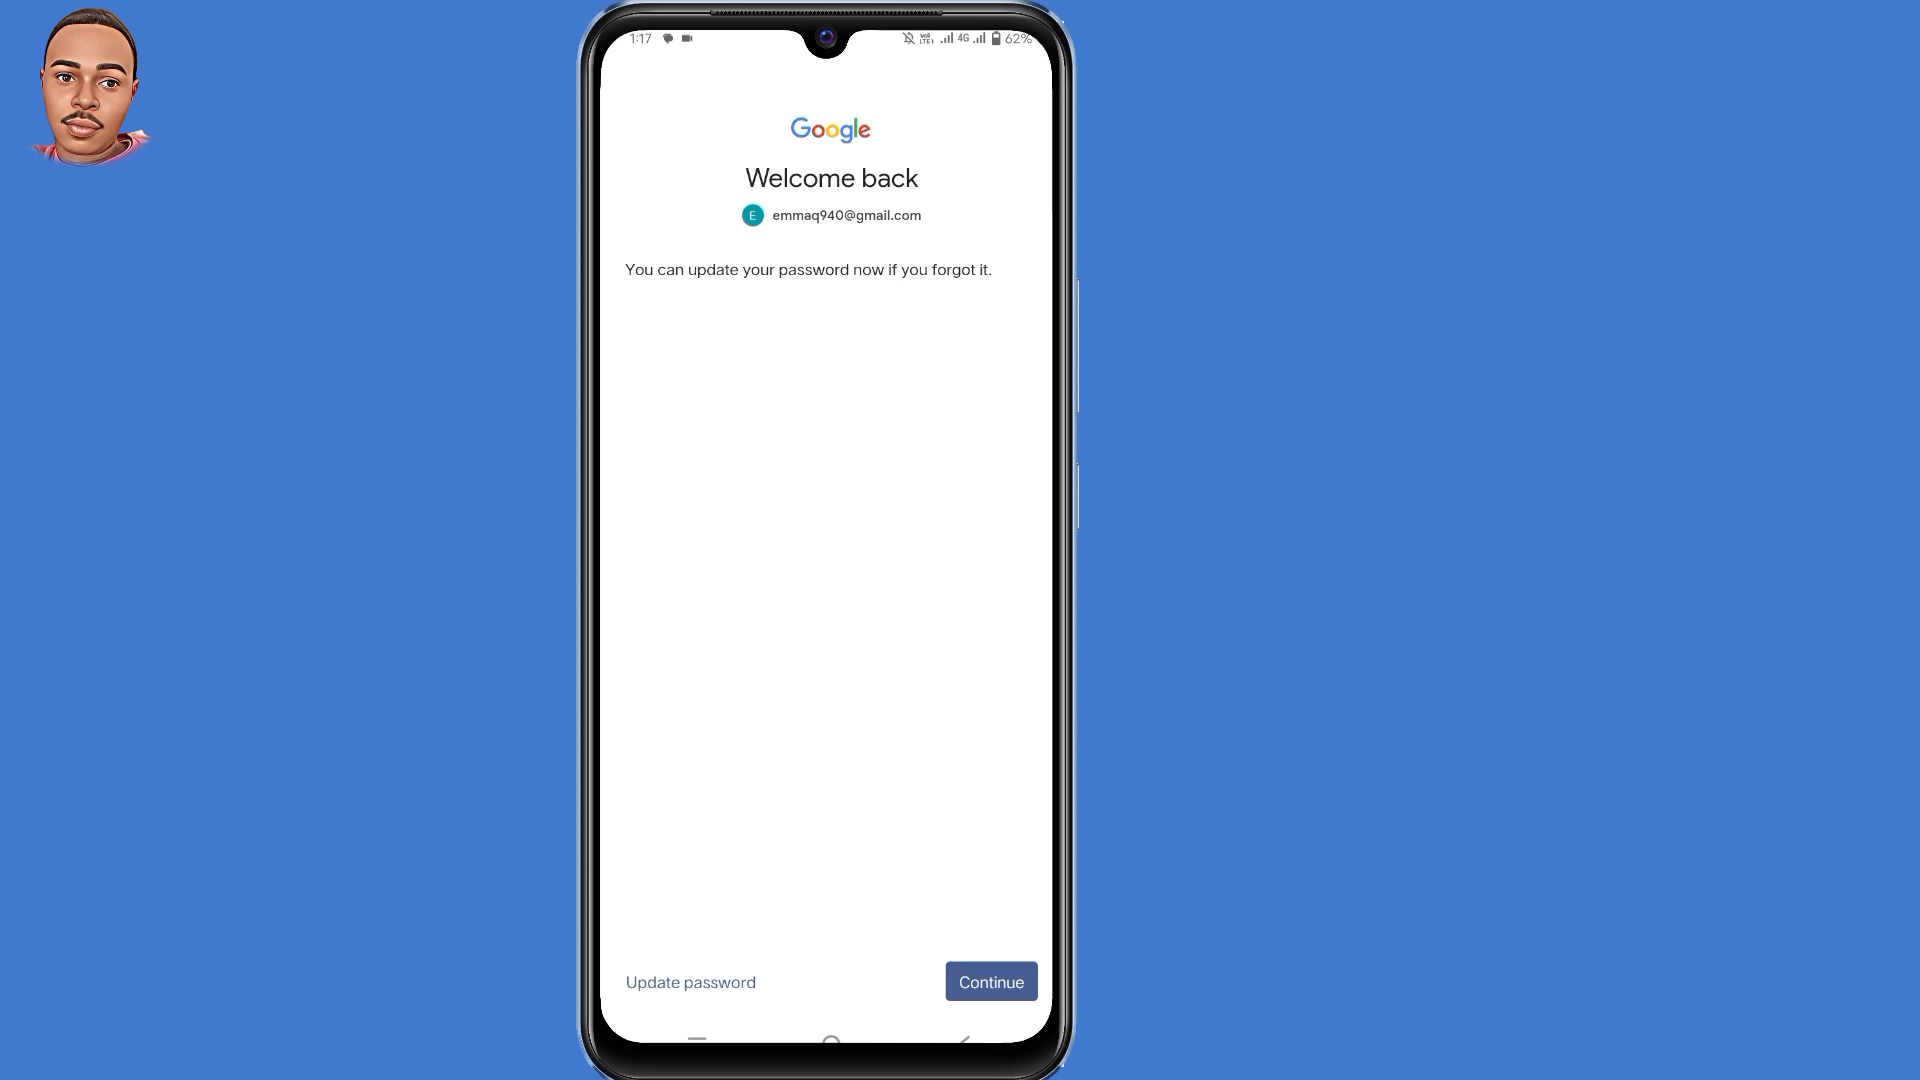 1:17 4G 62%
Google
Welcome back
E emmaq940@gmail.com
You can update your password now if you forgot it.
Update password Continue